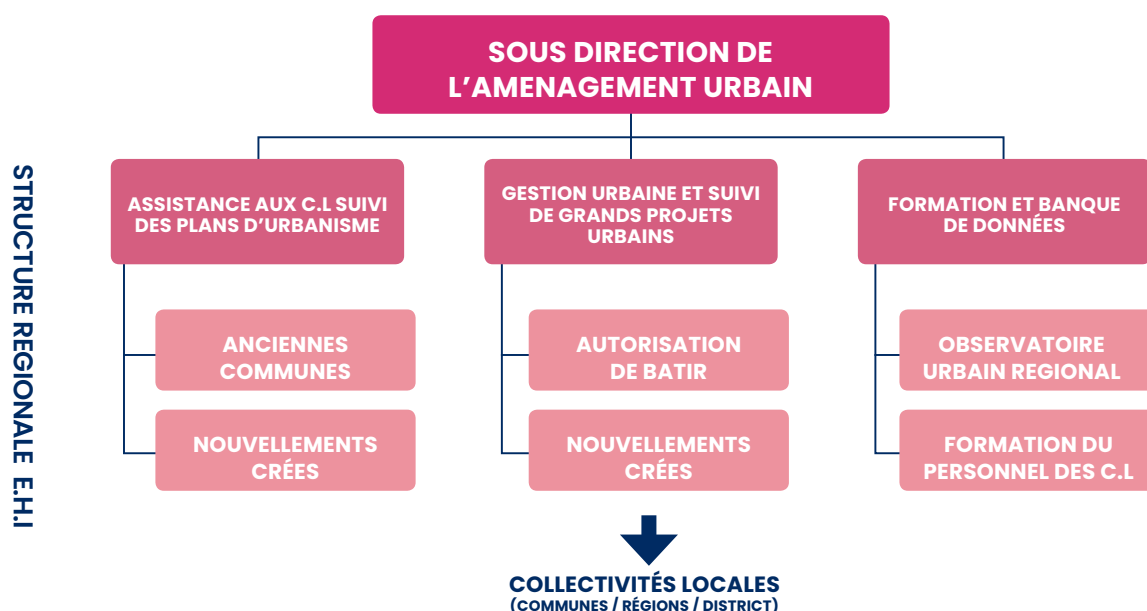 SOUS DIRECTION DE
L'AMENAGEMENT URBAIN
STRUCTURE REGIONALE E.H.I
ASSISTANCE AUX C.L SUIVI
DES PLANS D'URBANISME
GESTION URBAINE ET SUIVI
DE GRANDS PROJETS
URBAINS
FORMATION ET BANQUE
DE DONNÉES
ANCIENNES
COMMUNES
AUTORISATION
DE BATIR
OBSERVATOIRE
URBAIN REGIONAL
NOUVELLEMENTS
CRÉES
NOUVELLEMENTS
CRÉES
FORMATION DU
PERSONNEL DES C.L
COLLECTIVITÉS LOCALES
(COMMUNES / RÉGIONS / DISTRICT)